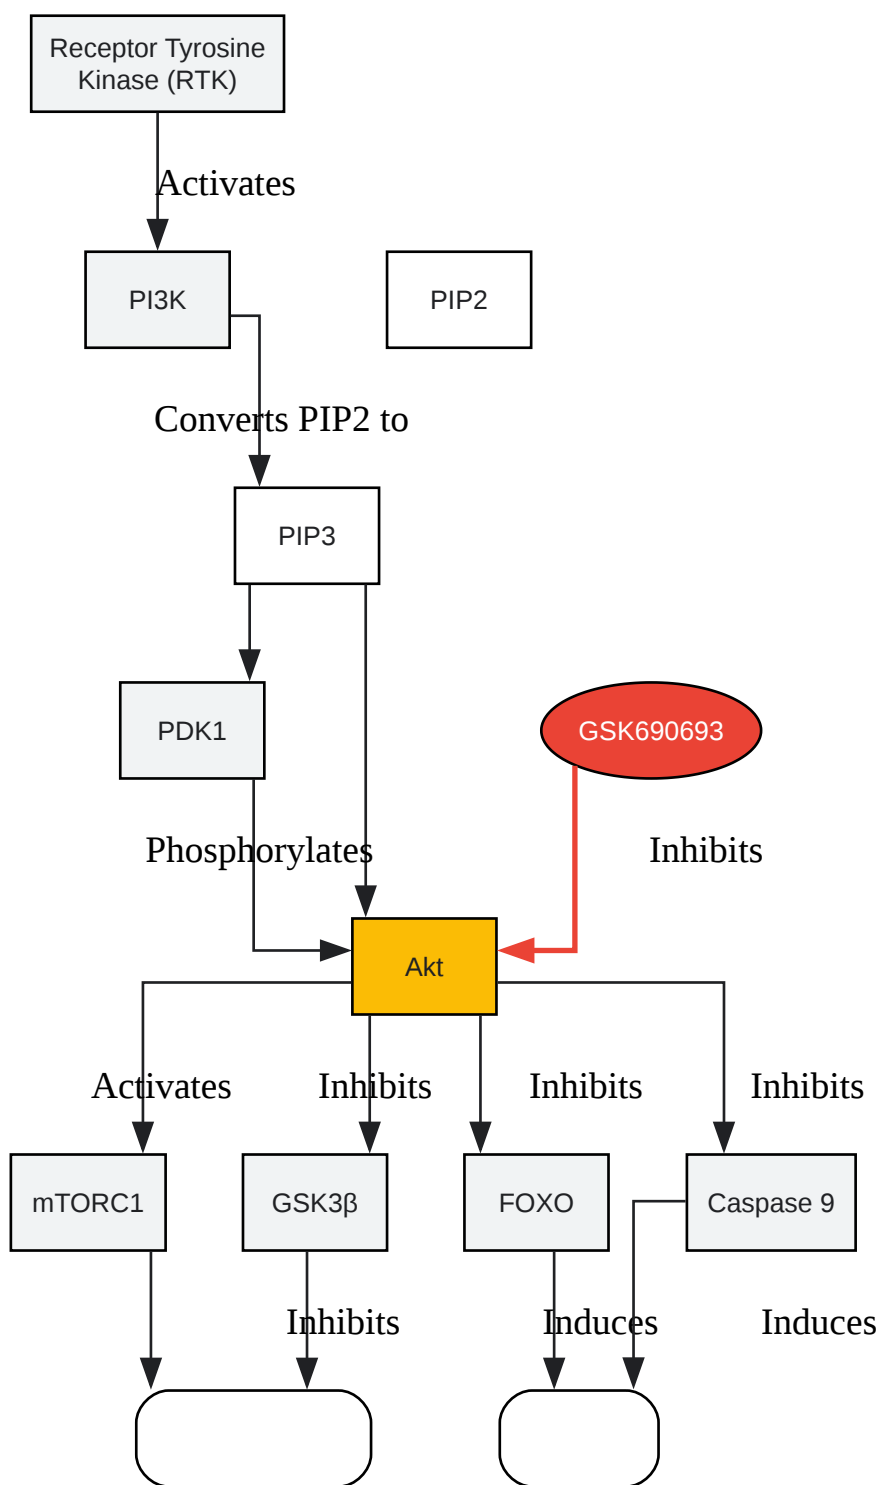 Receptor Tyrosine
Kinase (RTK)
Activates
PI3K
PIP2
Converts PIP2 to
PIP3
PDK1
GSK690693
Phosphorylates
Inhibits
Akt
Activates
Inhibits
Inhibits
Inhibits
mTORC1
GSK3β
FOXO
Caspase 9
Inhibits
Induces
Induces